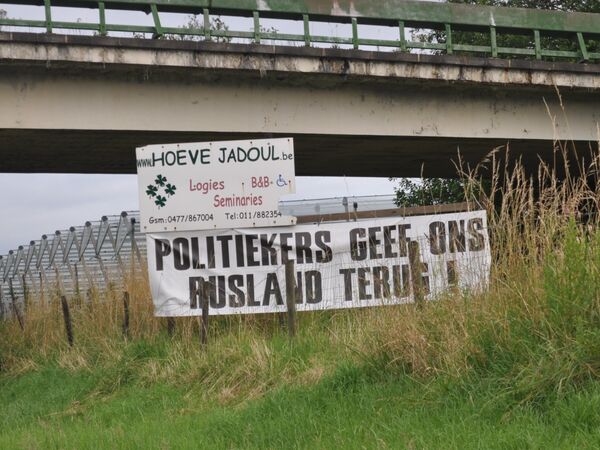 www.HOEVE JADOUL.be
Logies B&B
Seminaries
Gsm:0477/867004 Tel:011/882354
POLITIEKERS GEEF ONS
RUSLAND TERUG !